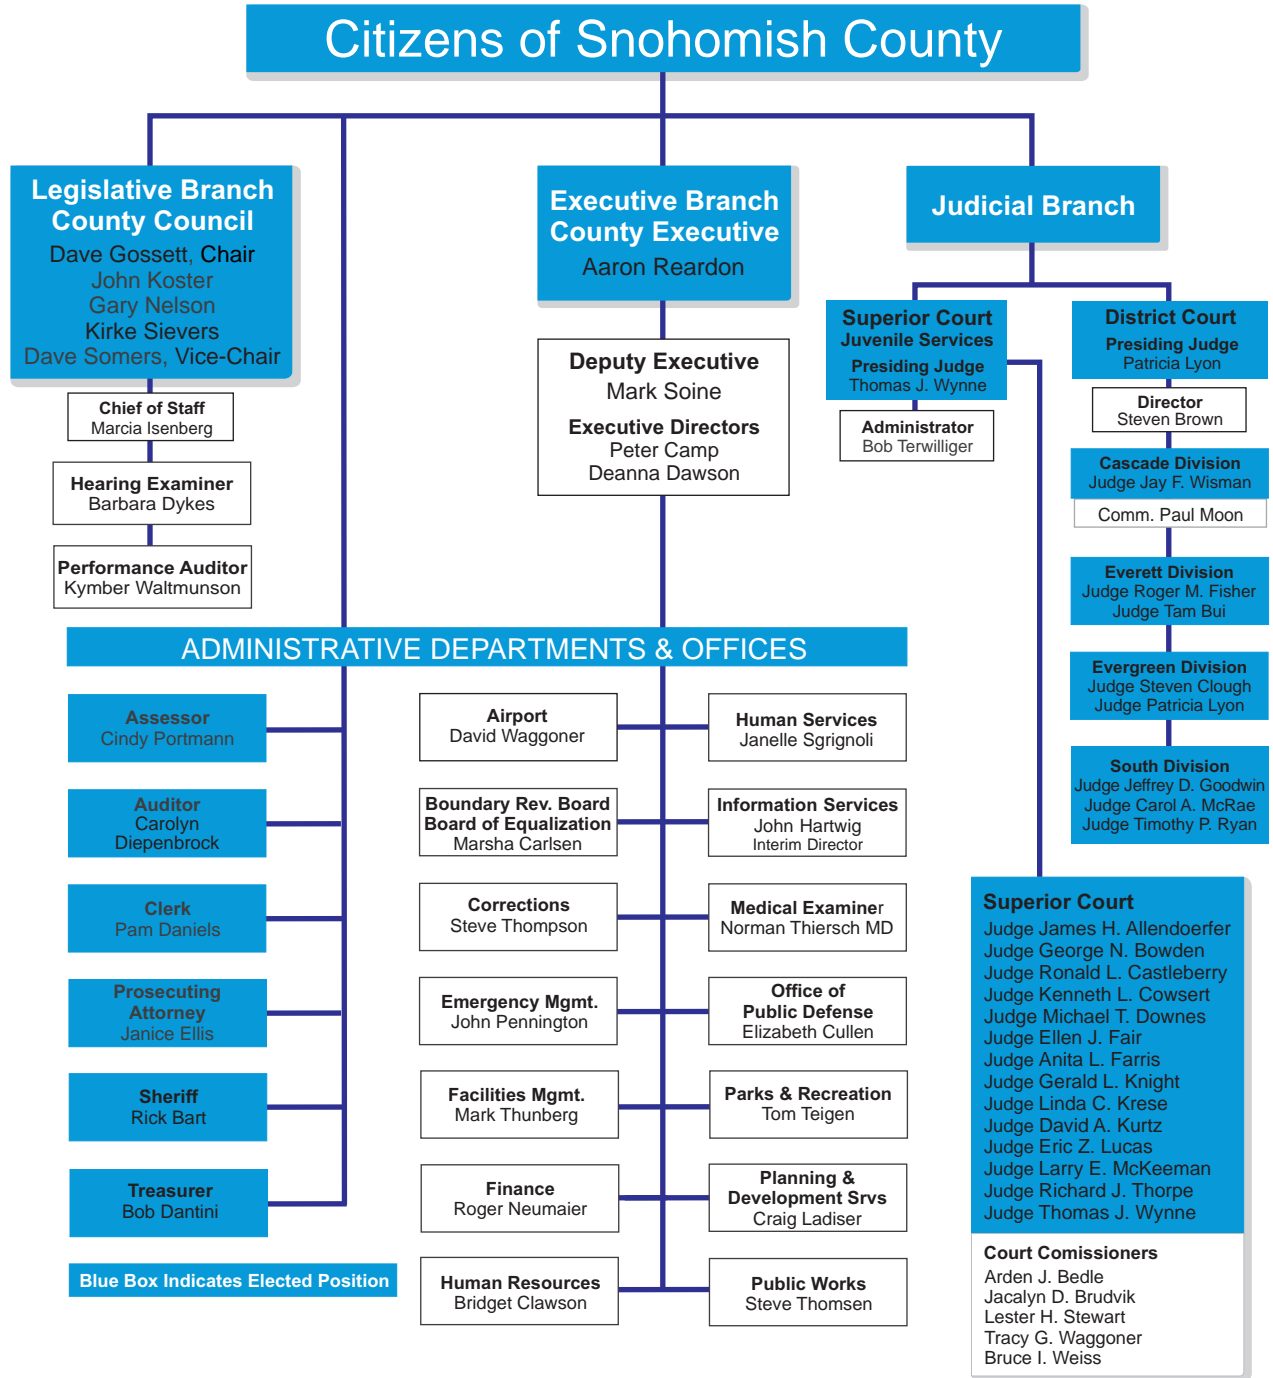 Citizens of Snohomish County
Legislative Branch
County Council
Dave Gossett, Chair
John Koster
Gary Nelson
Kirke Sievers
Dave Somers, Vice-Chair
Chief of Staff
Marcia Isenberg
Hearing Examiner
Barbara Dykes
Performance Auditor
Kymber Waltmunson
Executive Branch
County Executive
Aaron Reardon
Deputy Executive
Mark Soine
Executive Directors
Peter Camp
Deanna Dawson
Judicial Branch
Superior Court
Juvenile Services
Presiding Judge
Thomas J. Wynne
Administrator
Bob Terwilliger
District Court
Presiding Judge
Patricia Lyon
Director
Steven Brown
Cascade Division
Judge Jay F. Wisman
Comm. Paul Moon
Everett Division
Judge Roger M. Fisher
Judge Tam Bui
Evergreen Division
Judge Steven Clough
Judge Patricia Lyon
South Division
Judge Jeffrey D. Goodwin
Judge Carol A. McRae
Judge Timothy P. Ryan
ADMINISTRATIVE DEPARTMENTS & OFFICES
Assessor
Cindy Portmann
Auditor
Carolyn
Diepenbrock
Clerk
Pam Daniels
Prosecuting
Attorney
Janice Ellis
Sheriff
Rick Bart
Treasurer
Bob Dantini
Blue Box Indicates Elected Position
Airport
David Waggoner
Boundary Rev. Board
Board of Equalization
Marsha Carlsen
Corrections
Steve Thompson
Emergency Mgmt.
John Pennington
Facilities Mgmt.
Mark Thunberg
Finance
Roger Neumaier
Human Resources
Bridget Clawson
Human Services
Janelle Sgrignoli
Information Services
John Hartwig
Interim Director
Medical Examiner
Norman Thiersch MD
Office of
Public Defense
Elizabeth Cullen
Parks & Recreation
Tom Teigen
Planning &
Development Srvs
Craig Ladiser
Public Works
Steve Thomsen
Superior Court
Judge James H. Allendoerfer
Judge George N. Bowden
Judge Ronald L. Castleberry
Judge Kenneth L. Cowsert
Judge Michael T. Downes
Judge Ellen J. Fair
Judge Anita L. Farris
Judge Gerald L. Knight
Judge Linda C. Krese
Judge David A. Kurtz
Judge Eric Z. Lucas
Judge Larry E. McKeeman
Judge Richard J. Thorpe
Judge Thomas J. Wynne
Court Comissioners
Arden J. Bedle
Jacalyn D. Brudvik
Lester H. Stewart
Tracy G. Waggoner
Bruce I. Weiss